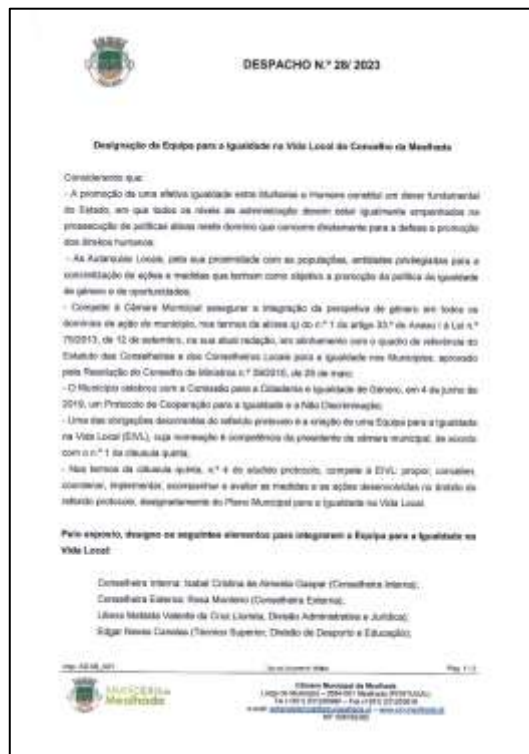 DESPACHO N.º 28/ 2023
Designação da Equipa para a Igualdade na Vida Local do Concelho da Mealhada
Considerando que:
- A promoção de uma efetiva igualdade entre Mulheres e Homens constitui um dever fundamental
do Estado, em que todos os níveis de administração devem estar igualmente empenhados na
prossecução de políticas ativas neste domínio que concorre diretamente para a defesa e promoção
dos direitos humanos;
- As Autarquias Locais, pela sua proximidade com as populações, entidades privilegiadas para a
concretização de ações e medidas que tenham como objetivo a promoção da política de igualdade
de género e de oportunidades;
- Compete à Câmara Municipal assegurar a integração da perspetiva de género em todos os
domínios de ação do município, nos termos da alínea q) do n.º 1 do artigo 33.º do Anexo I à Lei n.º
75/2013, de 12 de setembro, na sua atual redação, em alinhamento com o quadro de referência do
Estatuto das Conselheiras e dos Conselheiros Locais para a Igualdade nos Municípios, aprovado
pela Resolução do Conselho de Ministros n.º 39/2010, de 25 de maio;
- O Município celebrou com a Comissão para a Cidadania e Igualdade de Género, em 4 de junho de
2019, um Protocolo de Cooperação para a Igualdade e a Não Discriminação;
- Uma das obrigações decorrentes do referido protocolo é a criação de uma Equipa para a Igualdade
na Vida Local (EIVL), cuja nomeação é competência do presidente da câmara municipal, de acordo
com o n.º 1 da cláusula quinta;
- Nos termos da cláusula quinta, n.º 4 do aludido protocolo, compete à EIVL: propor, conceber,
coordenar, implementar, acompanhar e avaliar as medidas e as ações desenvolvidas no âmbito do
referido protocolo, designadamente do Plano Municipal para a Igualdade na Vida Local.
Pelo exposto, designo os seguintes elementos para integrarem a Equipa para a Igualdade na
Vida Local:
Conselheira Interna: Isabel Cristina de Almeida Gaspar (Conselheira Interna);
Conselheira Externa: Rosa Monteiro (Conselheira Externa);
Liliana Valente da Cruz (Divisão Administrativa e Jurídica);
Edgar Neves Canelas (Técnico Superior, Divisão de Desporto e Educação);
Pág. 1 / 2
MUNICÍPIO da
Mealhada
Câmara Municipal da Mealhada
Largo do Município – Mealhada (PORTUGAL)